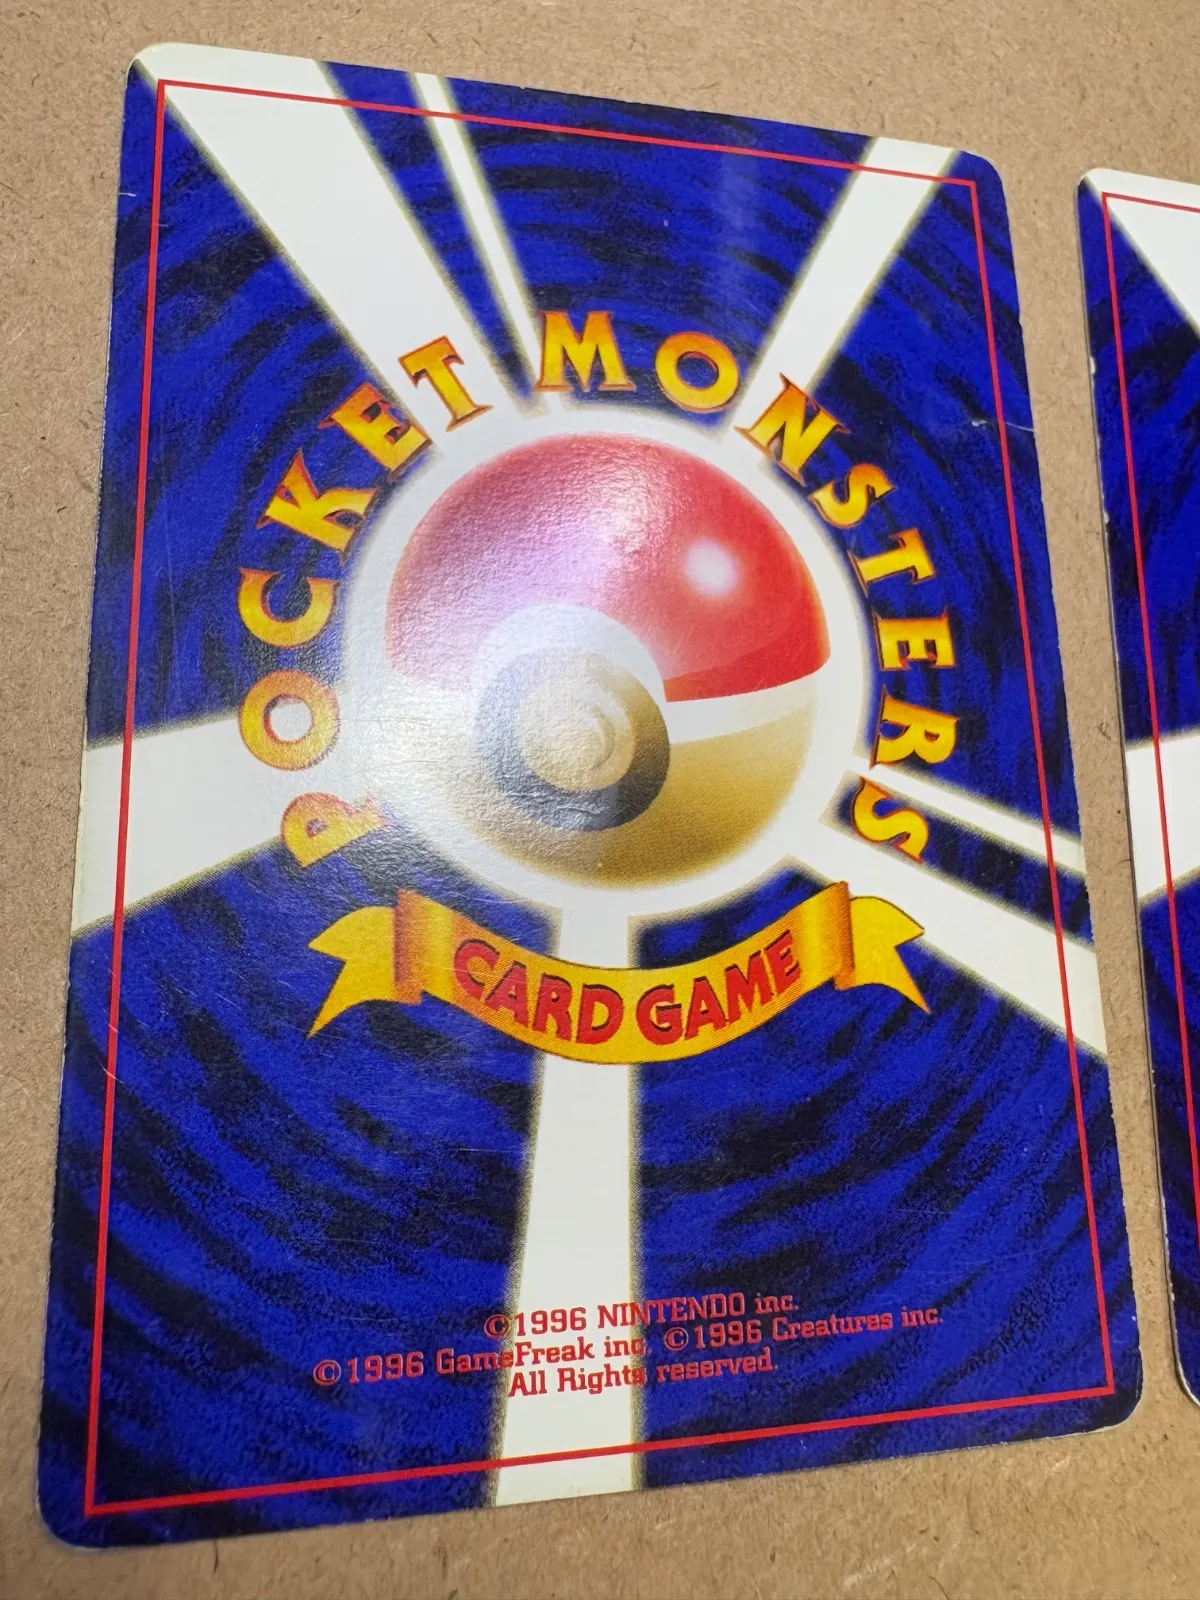 POCKET MONSTERS
CARD GAME
©1996 NINTENDO inc.
©1996 GameFreak inc. ©1996 Creatures inc.
All Rights reserved.